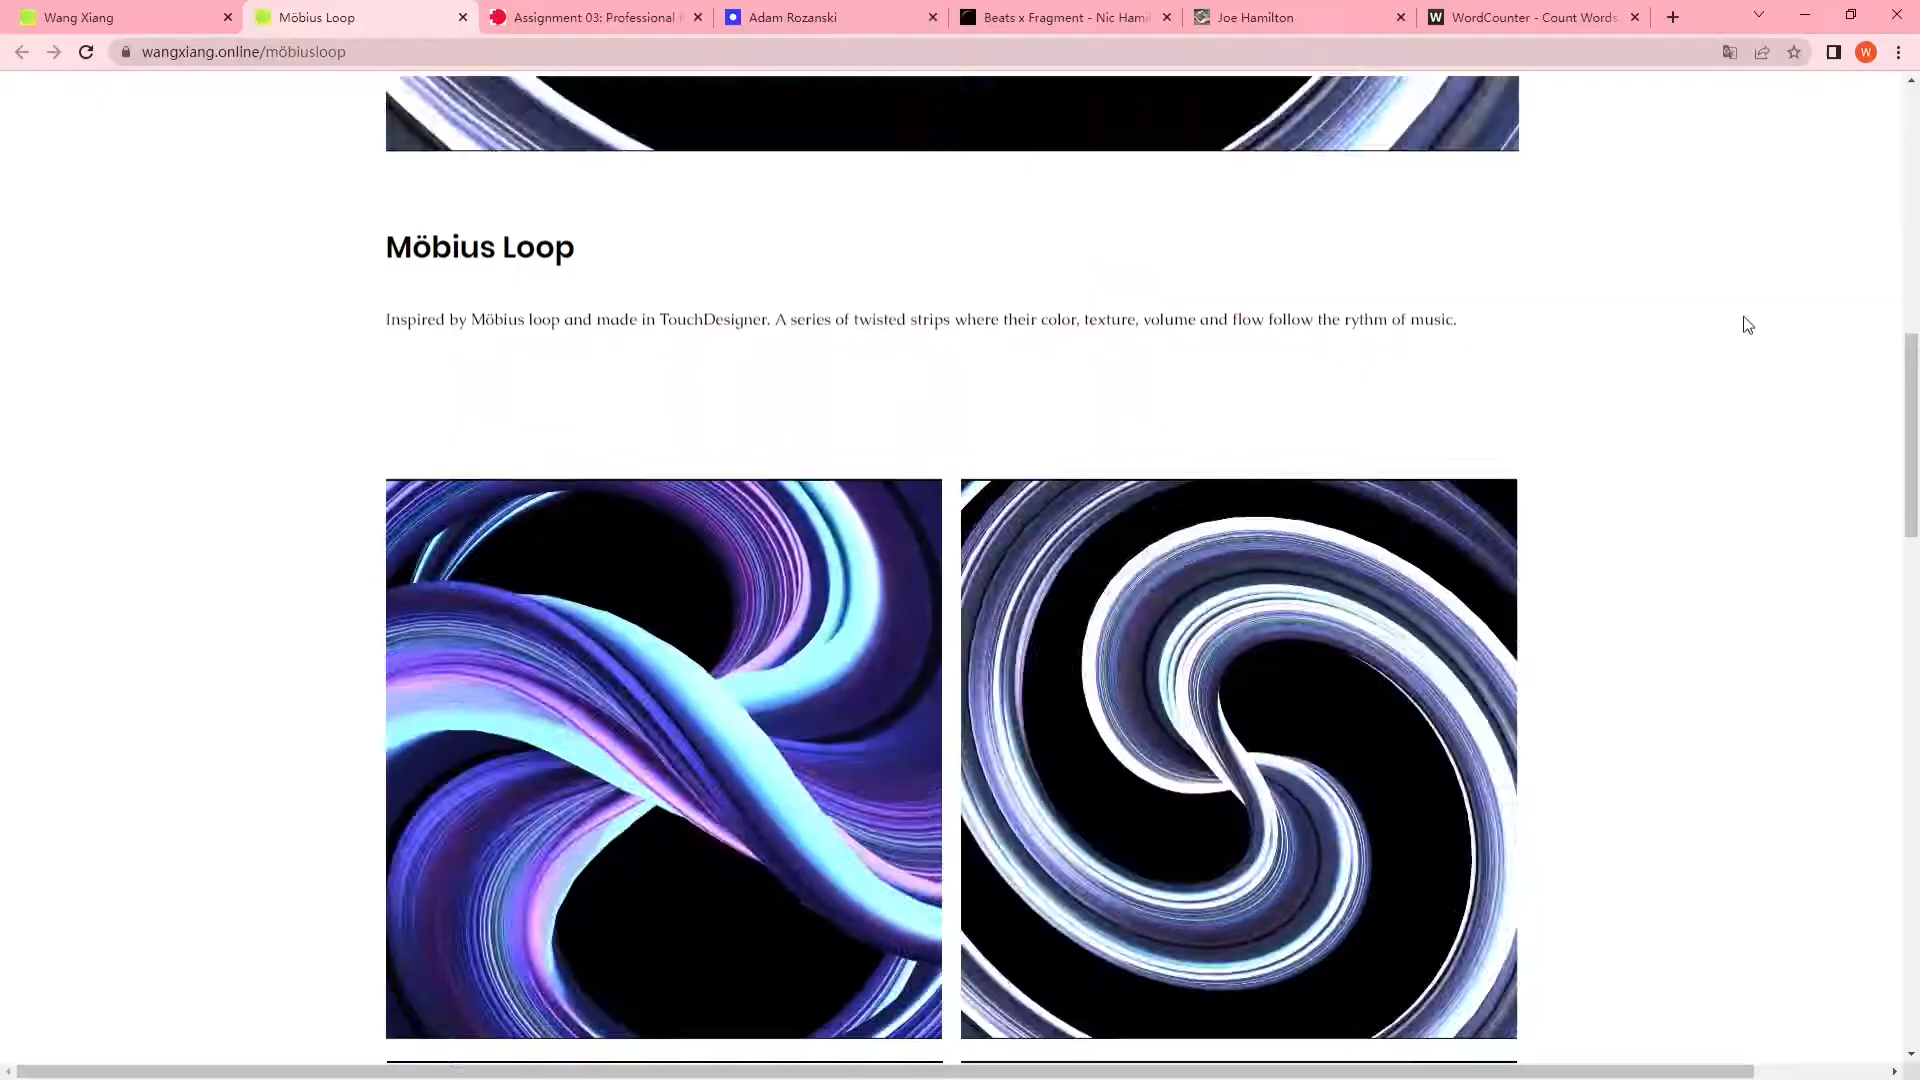 Wang Xiang
Möbius Loop
Assignment 03: Professional
Adam Rozanski
Beats x Fragment - Nic Hami
Joe Hamilton
W WordCounter - Count Words
wangxiang.online/möbiusloop
W
Möbius Loop
Inspired by Möbius loop and made in TouchDesigner. A series of twisted strips where their color, texture, volume and flow follow the rythm of music.